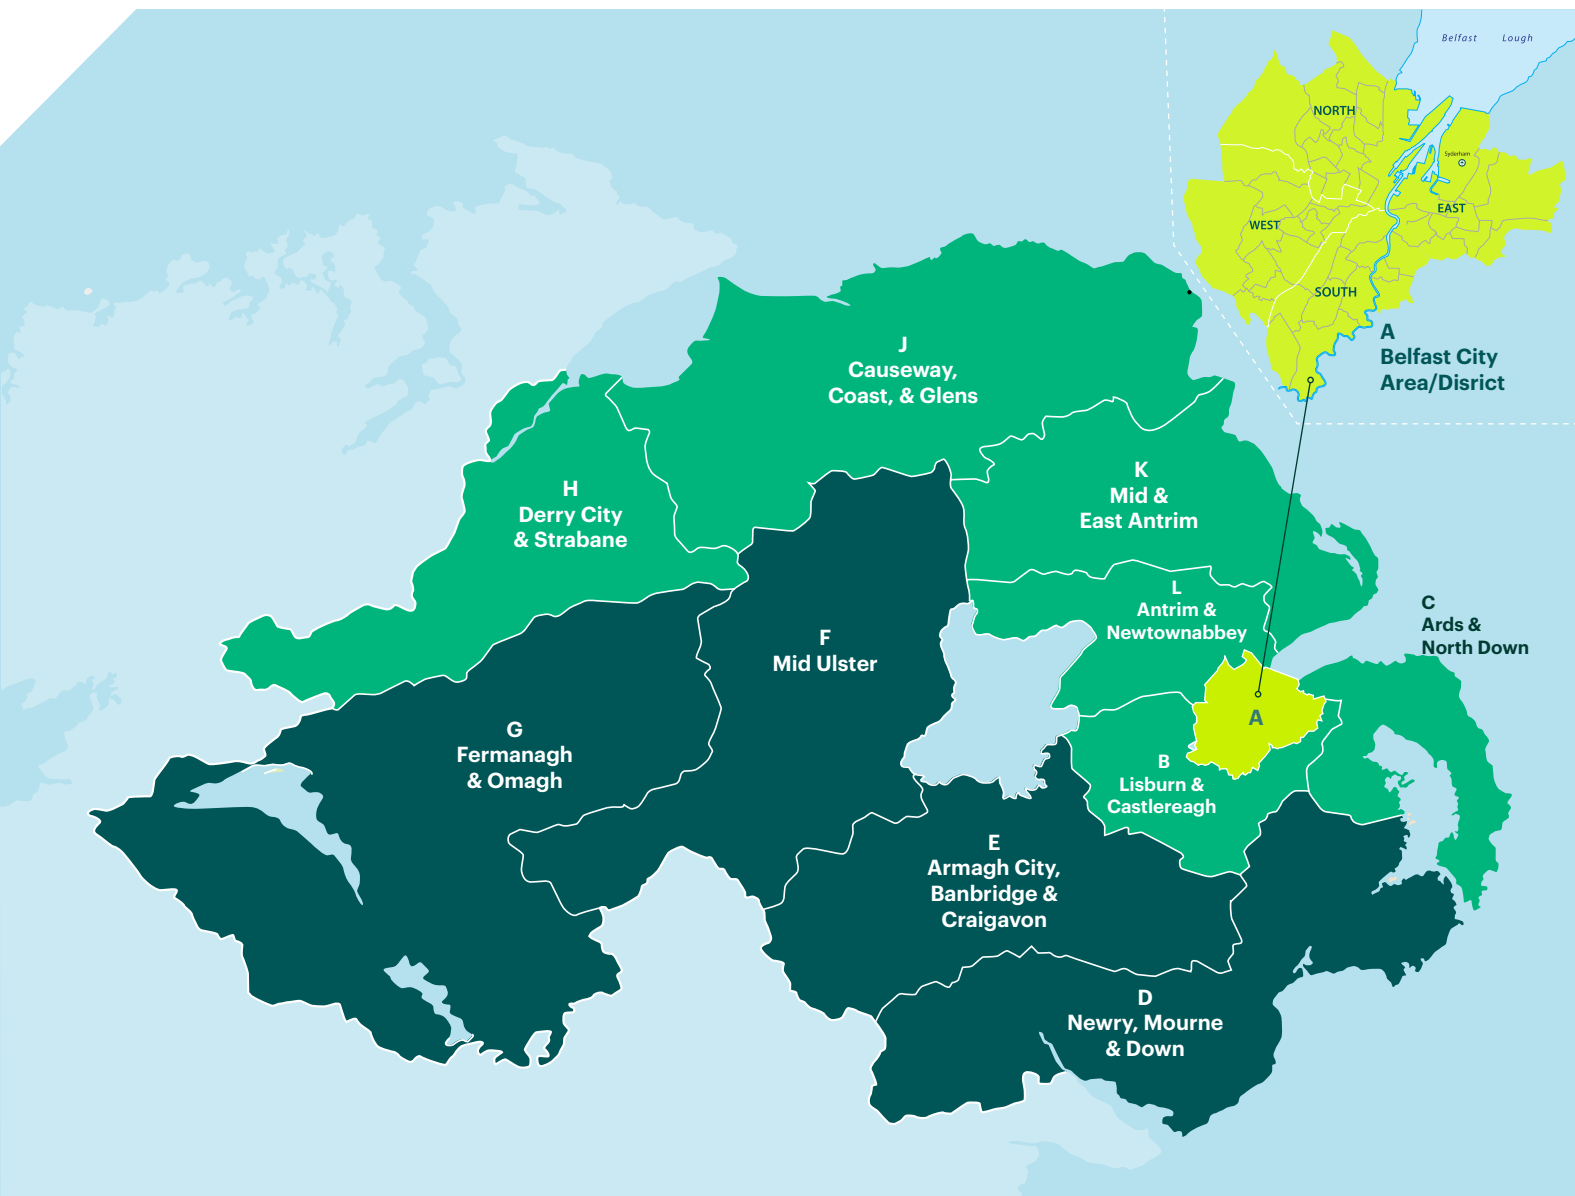 Belfast Lough
NORTH
Syderham
EAST
WEST
SOUTH
A
Belfast City
Area/Disrict
J
Causeway,
Coast, & Glens
K
Mid &
East Antrim
H
Derry City
& Strabane
L
Antrim &
Newtownabbey
C
Ards &
North Down
F
Mid Ulster
A
G
Fermanagh
& Omagh
B
Lisburn &
Castlereagh
E
Armagh City,
Banbridge &
Craigavon
D
Newry, Mourne
& Down